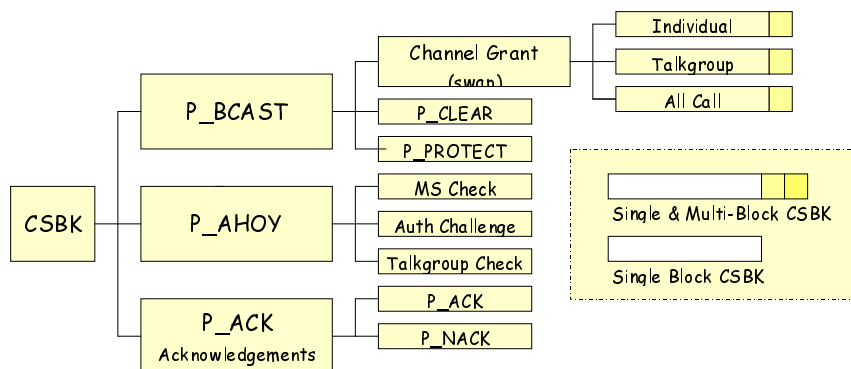 CSBK
P_BCAST
P_AHOY
P_ACK
Acknowledgements
Channel Grant
(swap)
P_CLEAR
P_PROTECT
MS Check
Auth Challenge
Talkgroup Check
P_ACK
P_NACK
Individual
Talkgroup
All Call
Single & Multi-Block CSBK
Single Block CSBK